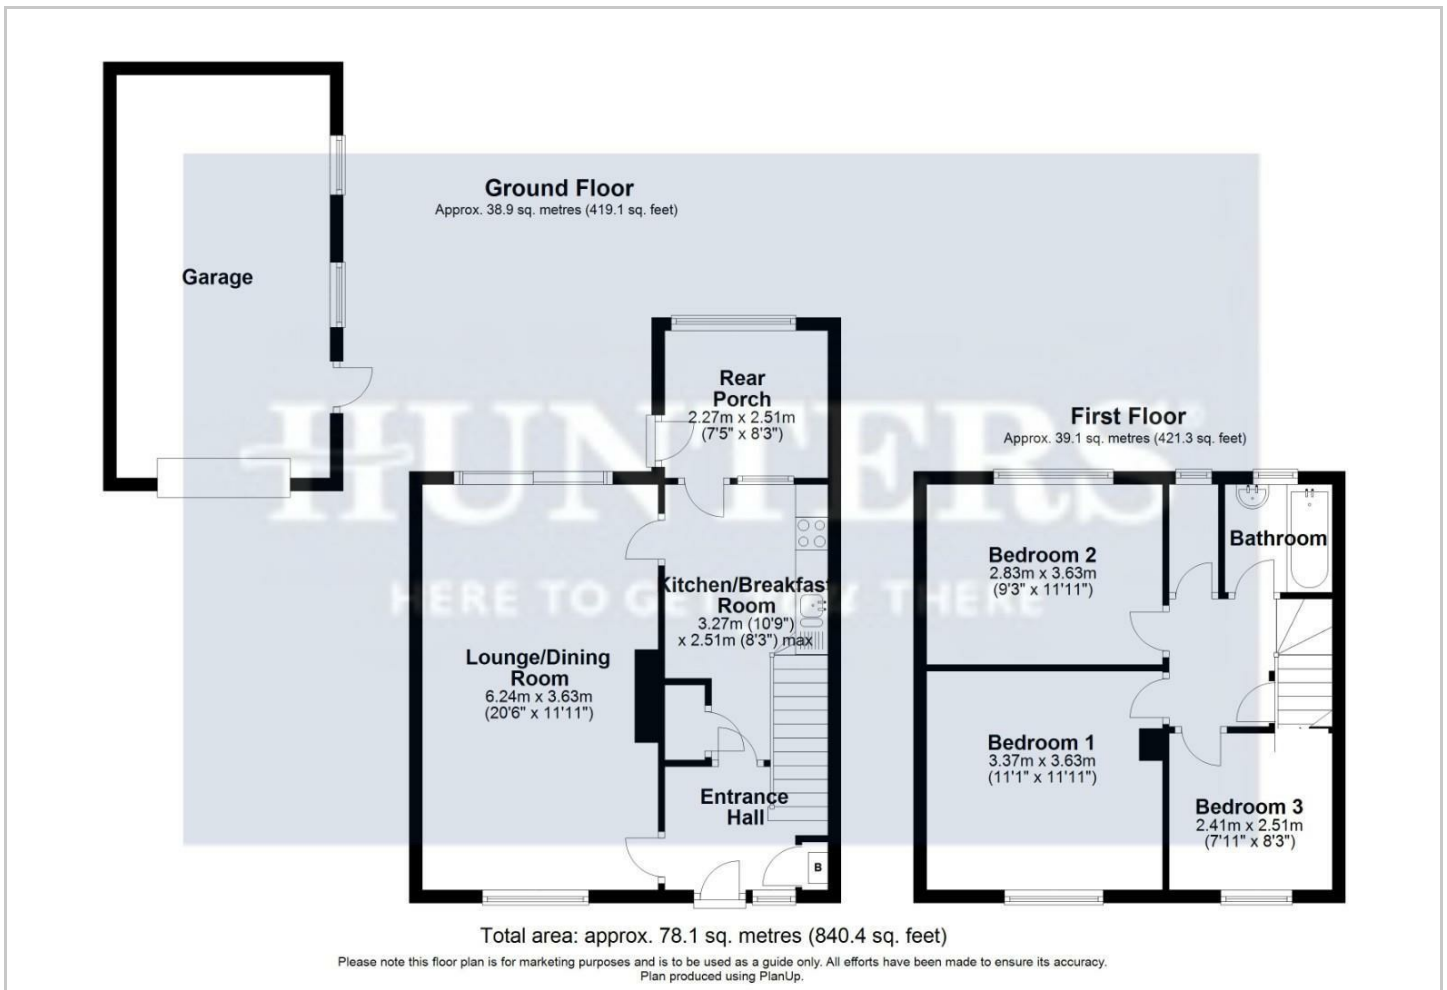 Ground Floor
Approx. 38.9 sq. metres (419.1 sq. feet)
Garage
Rear
Porch
2.27m x 2.51m
(7'5" x 8'3")
First Floor
Approx. 39.1 sq. metres (421.3 sq. feet)
HUNTERS
HERE TO GET YOU THERE
Kitchen/Breakfast
Room
3.27m (10'9")
x 2.51m (8'3") max
Lounge/Dining
Room
6.24m x 3.63m
(20'6" x 11'11")
Entrance
Hall
B
Bedroom 2
2.83m x 3.63m
(9'3" x 11'11")
Bathroom
Bedroom 1
3.37m x 3.63m
(11'1" x 11'11")
Bedroom 3
2.41m x 2.51m
(7'11" x 8'3")
Total area: approx. 78.1 sq. metres (840.4 sq. feet)
Please note this floor plan is for marketing purposes and is to be used as a guide only. All efforts have been made to ensure its accuracy.
Plan produced using PlanUp.